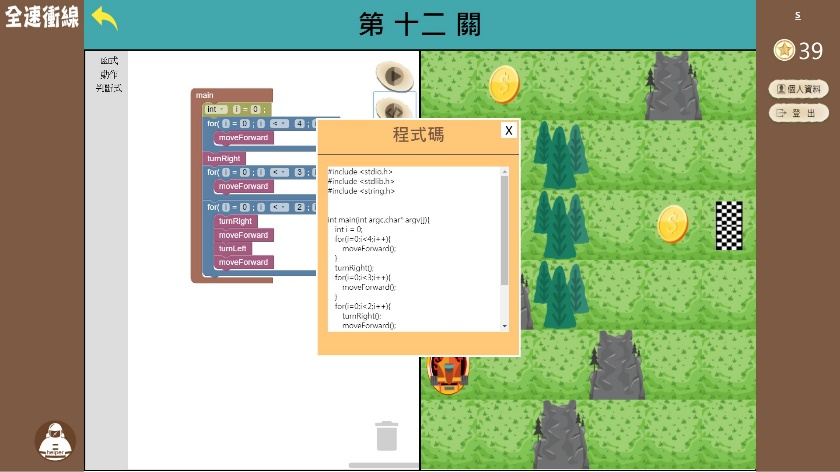 全速衝線
第 十 二 關
s
39
個人資料
登 出
函式
動作
判斷式
main
int i = 0 ;
for( i = 0 ; i < 4 ; i
moveForward
turnRight
for( i = 0 ; i < 3 ; i
moveForward
for( i = 0 ; i < 2 ; i
turnRight
moveForward
turnLeft
moveForward
程式碼
X
#include <stdio.h>
#include <stdlib.h>
#include <string.h>
int main(int argc,char* argv[]){
int i = 0;
for(i=0;i<4;i++){
moveForward();
}
turnRight();
for(i=0;i<3;i++){
moveForward();
}
for(i=0;i<2;i++){
turnRight();
moveForward();
helper